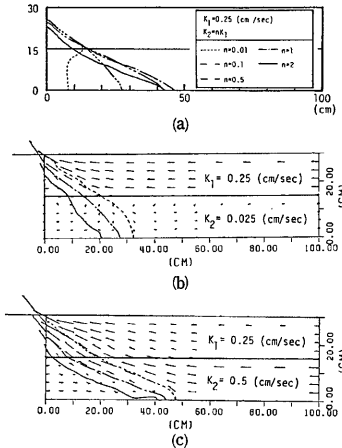 30
15
0
0
50
100
(cm)
K₁=0.25 (cm/sec)
K₂=nK₁
n=0.01
n=1
n=0.1
n=2
n=0.5
(a)
K₁= 0.25 (cm/sec)
K₂= 0.025 (cm/sec)
0.00
20.00
(CM)
0.00 20.00 40.00 60.00 80.00 100.00
(CM)
(b)
K₁= 0.25 (cm/sec)
K₂= 0.5 (cm/sec)
0.00
20.00
(CM)
0.00 20.00 40.00 60.00 80.00 100.00
(CM)
(c)